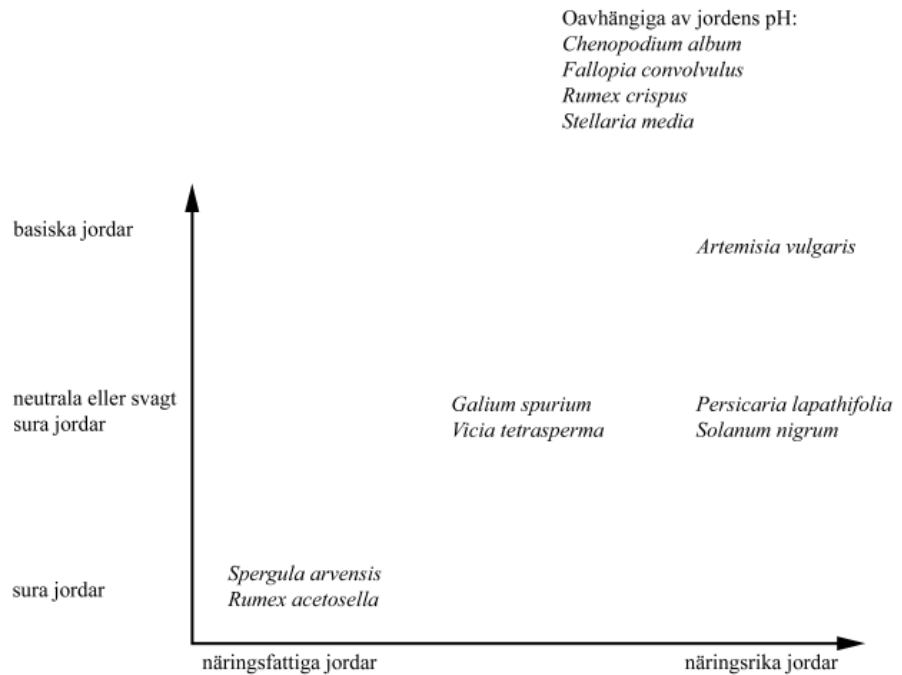 Oavhängiga av jordens pH:
Chenopodium album
Fallopia convolvulus
Rumex crispus
Stellaria media
basiska jordar
Artemisia vulgaris
neutrala eller svagt
sura jordar
Galium spurium
Vicia tetrasperma
Persicaria lapathifolia
Solanum nigrum
sura jordar
Spergula arvensis
Rumex acetosella
näringsfattiga jordar
näringsrika jordar